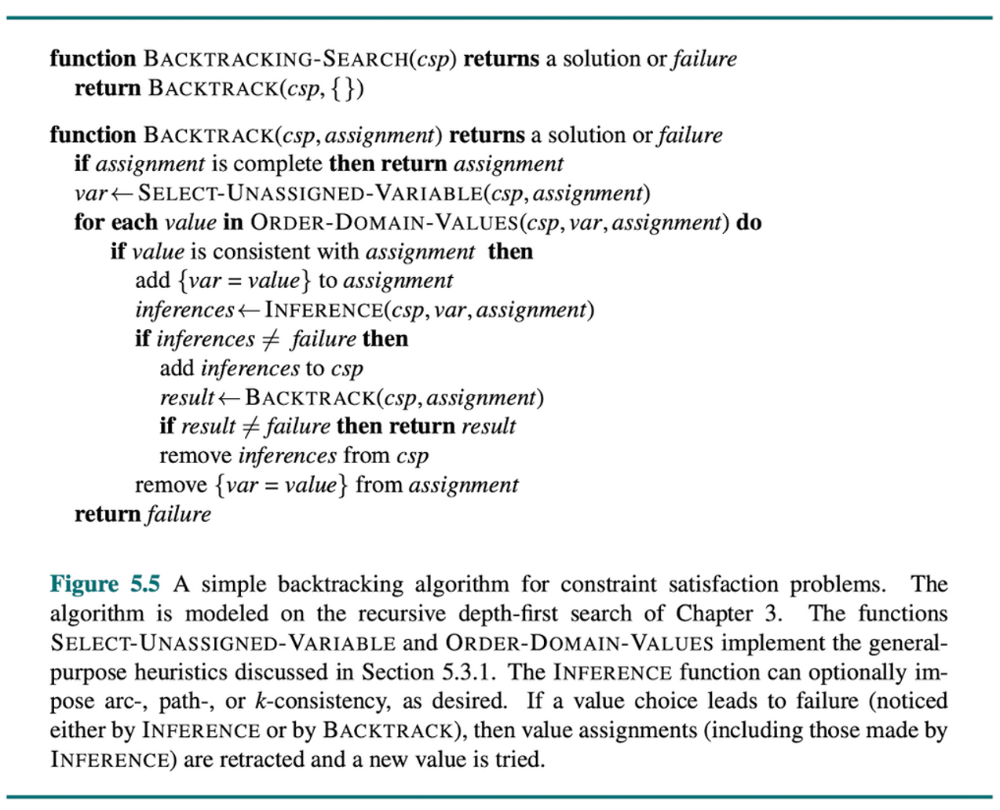 function BACKTRACKING-SEARCH(csp) returns a solution or failure
return BACKTRACK(csp, { })
function BACKTRACK(csp, assignment) returns a solution or failure
if assignment is complete then return assignment
var ← SELECT-UNASSIGNED-VARIABLE(csp, assignment)
for each value in ORDER-DOMAIN-VALUES(csp, var, assignment) do
if value is consistent with assignment then
add {var = value} to assignment
inferences ← INFERENCE(csp, var, assignment)
if inferences ≠ failure then
add inferences to csp
result ← BACKTRACK(csp, assignment)
if result ≠ failure then return result
remove inferences from csp
remove {var = value} from assignment
return failure
Figure 5.5 A simple backtracking algorithm for constraint satisfaction problems. The
algorithm is modeled on the recursive depth-first search of Chapter 3. The functions
SELECT-UNASSIGNED-VARIABLE and ORDER-DOMAIN-VALUES implement the general-
purpose heuristics discussed in Section 5.3.1. The INFERENCE function can optionally im-
pose arc-, path-, or k-consistency, as desired. If a value choice leads to failure (noticed
either by INFERENCE or by BACKTRACK), then value assignments (including those made by
INFERENCE) are retracted and a new value is tried.